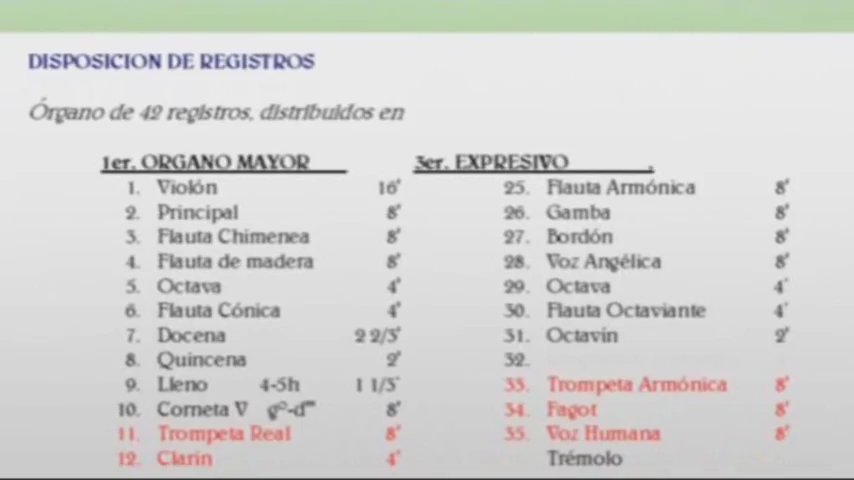 DISPOSICION DE REGISTROS
Órgano de 42 registros, distribuidos en
1er. ORGANO MAYOR
1. Violón 16'
2. Principal 8'
3. Flauta Chimenea 8'
4. Flauta de madera 8'
5. Octava 4'
6. Flauta Cónica 4'
7. Docena 2 2/3'
8. Quincena 2'
9. Lleno 4-5h 1 1/3'
10. Corneta V gº-d''' 8'
11. Trompeta Real 8'
12. Clarín 4'
3er. EXPRESIVO .
25. Flauta Armónica 8'
26. Gamba 8'
27. Bordón 8'
28. Voz Angélica 8'
29. Octava 4'
30. Flauta Octaviante 4'
31. Octavín 2'
32.
33. Trompeta Armónica 8'
34. Fagot 8'
35. Voz Humana 8'
Trémolo